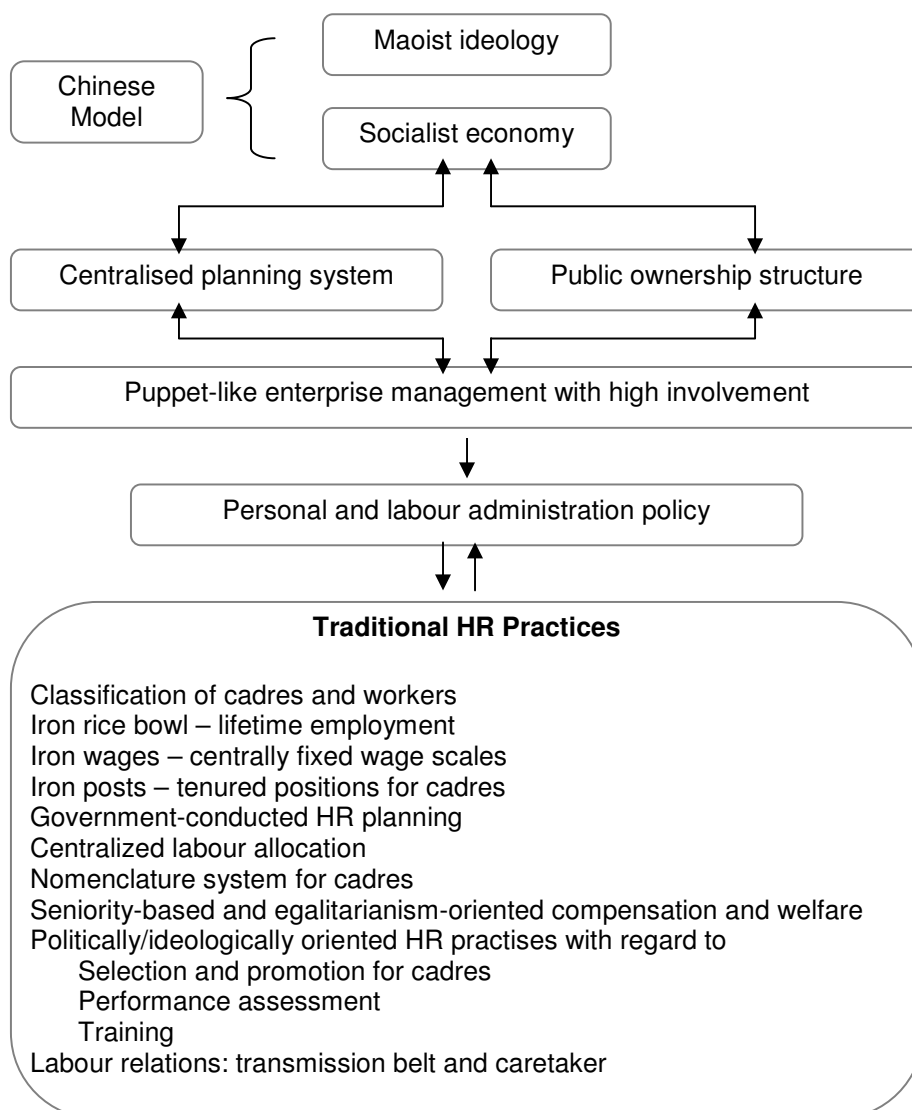 Maoist ideology
Chinese
Model
Socialist economy
Centralised planning system
Public ownership structure
Puppet-like enterprise management with high involvement
Personal and labour administration policy
Traditional HR Practices
Classification of cadres and workers
Iron rice bowl – lifetime employment
Iron wages – centrally fixed wage scales
Iron posts – tenured positions for cadres
Government-conducted HR planning
Centralized labour allocation
Nomenclature system for cadres
Seniority-based and egalitarianism-oriented compensation and welfare
Politically/ideologically oriented HR practises with regard to
Selection and promotion for cadres
Performance assessment
Training
Labour relations: transmission belt and caretaker